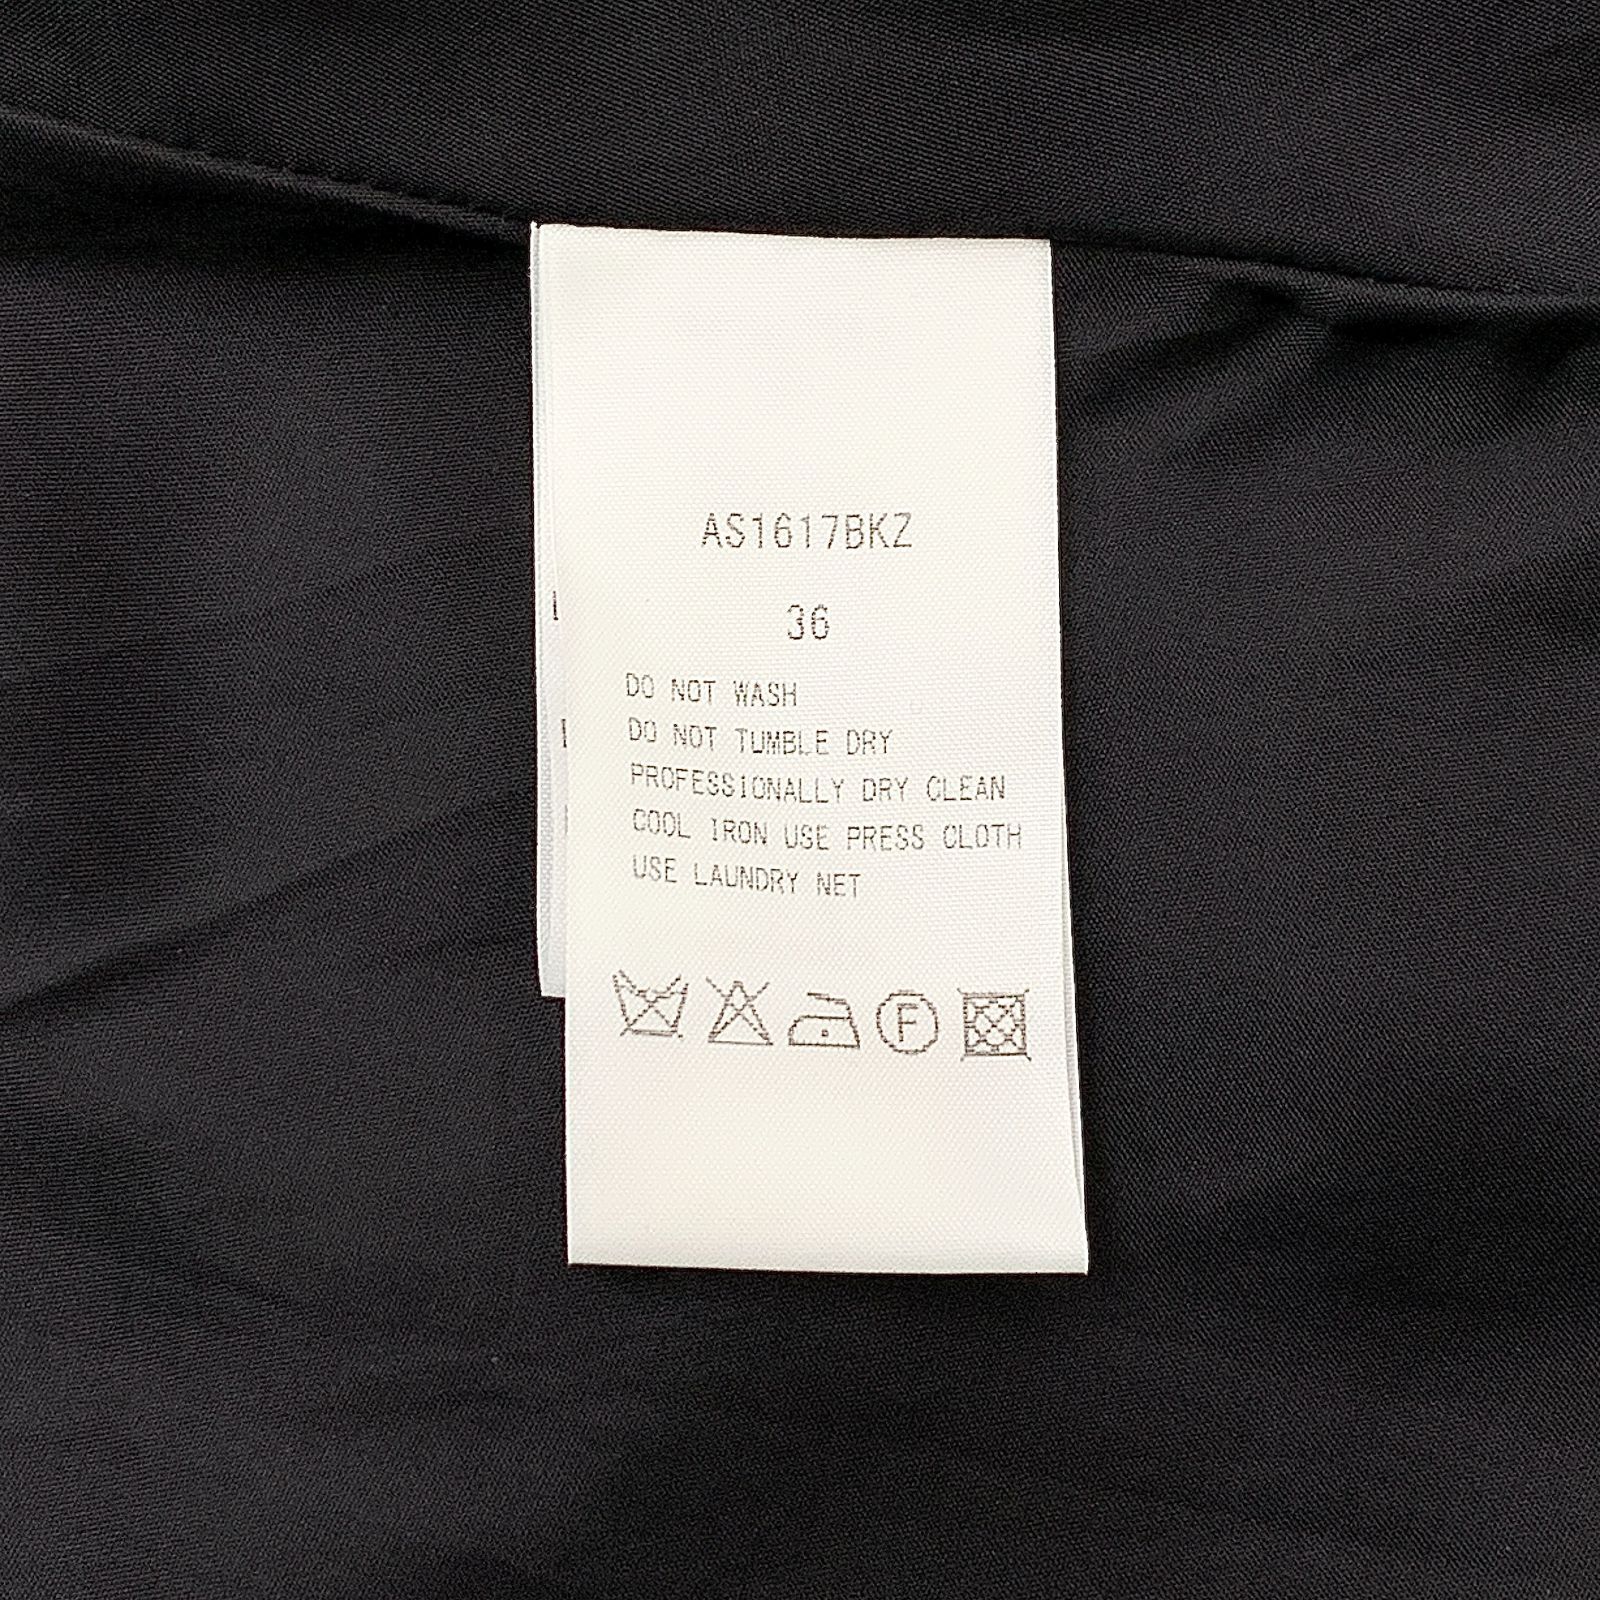 AS1617BKZ
36
DO NOT WASH
DO NOT TUMBLE DRY
PROFESSIONALLY DRY CLEAN
COOL IRON USE PRESS CLOTH
USE LAUNDRY NET
F